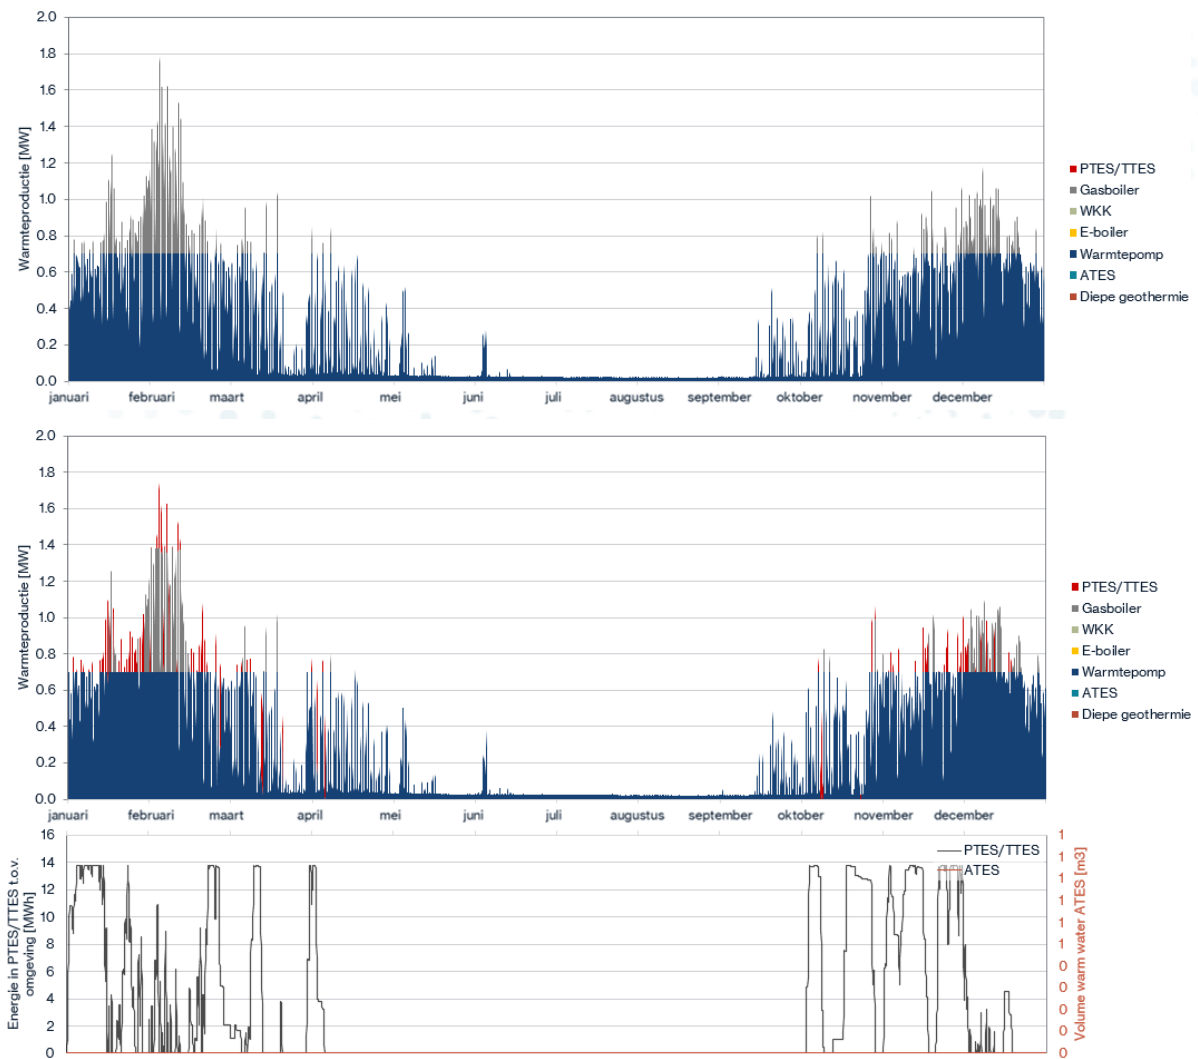 2.0
1.8
1.6
1.4
1.2
1.0
0.8
0.6
0.4
0.2
0.0
Warmteproductie [MW]
januari februari maart april mei juni juli augustus september oktober november december
PTES/TTES
Gasboiler
WKK
E-boiler
Warmtepomp
ATES
Diepe geothermie
2.0
1.8
1.6
1.4
1.2
1.0
0.8
0.6
0.4
0.2
0.0
Warmteproductie [MW]
januari februari maart april mei juni juli augustus september oktober november december
PTES/TTES
Gasboiler
WKK
E-boiler
Warmtepomp
ATES
Diepe geothermie
16
14
12
10
8
6
4
2
0
Energie in PTES/TTES t.o.v.
omgeving [MWh]
PTES/TTES
ATES
1
1
1
1
1
1
0
0
0
0
0
Volume warm water ATES [m3]